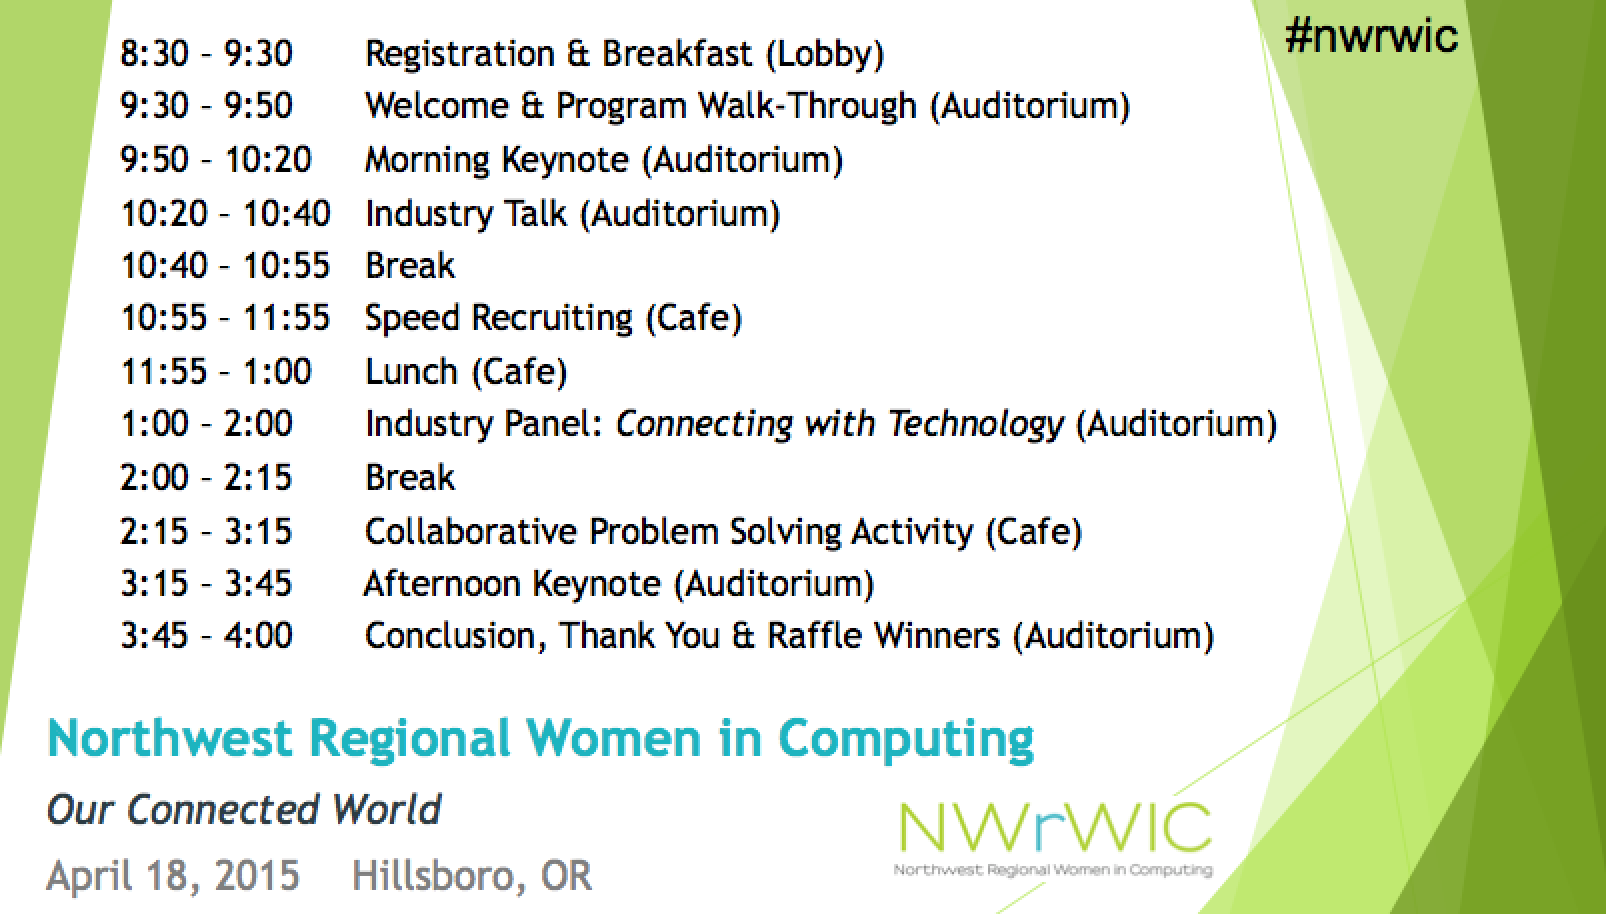 #nwrwic
8:30 – 9:30 Registration & Breakfast (Lobby)
9:30 – 9:50 Welcome & Program Walk-Through (Auditorium)
9:50 – 10:20 Morning Keynote (Auditorium)
10:20 – 10:40 Industry Talk (Auditorium)
10:40 – 10:55 Break
10:55 – 11:55 Speed Recruiting (Cafe)
11:55 – 1:00 Lunch (Cafe)
1:00 – 2:00 Industry Panel: Connecting with Technology (Auditorium)
2:00 – 2:15 Break
2:15 – 3:15 Collaborative Problem Solving Activity (Cafe)
3:15 – 3:45 Afternoon Keynote (Auditorium)
3:45 – 4:00 Conclusion, Thank You & Raffle Winners (Auditorium)
Northwest Regional Women in Computing
Our Connected World
April 18, 2015 Hillsboro, OR
NWrWIC
Northwest Regional Women in Computing